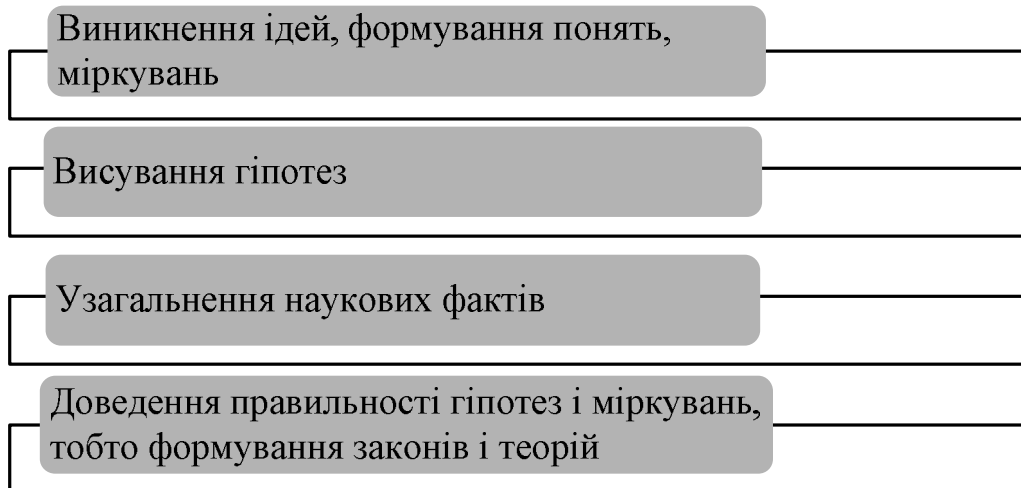 Виникнення ідей, формування понять,
міркувань
Висування гіпотез
Узагальнення наукових фактів
Доведення правильності гіпотез і міркувань,
тобто формування законів і теорій